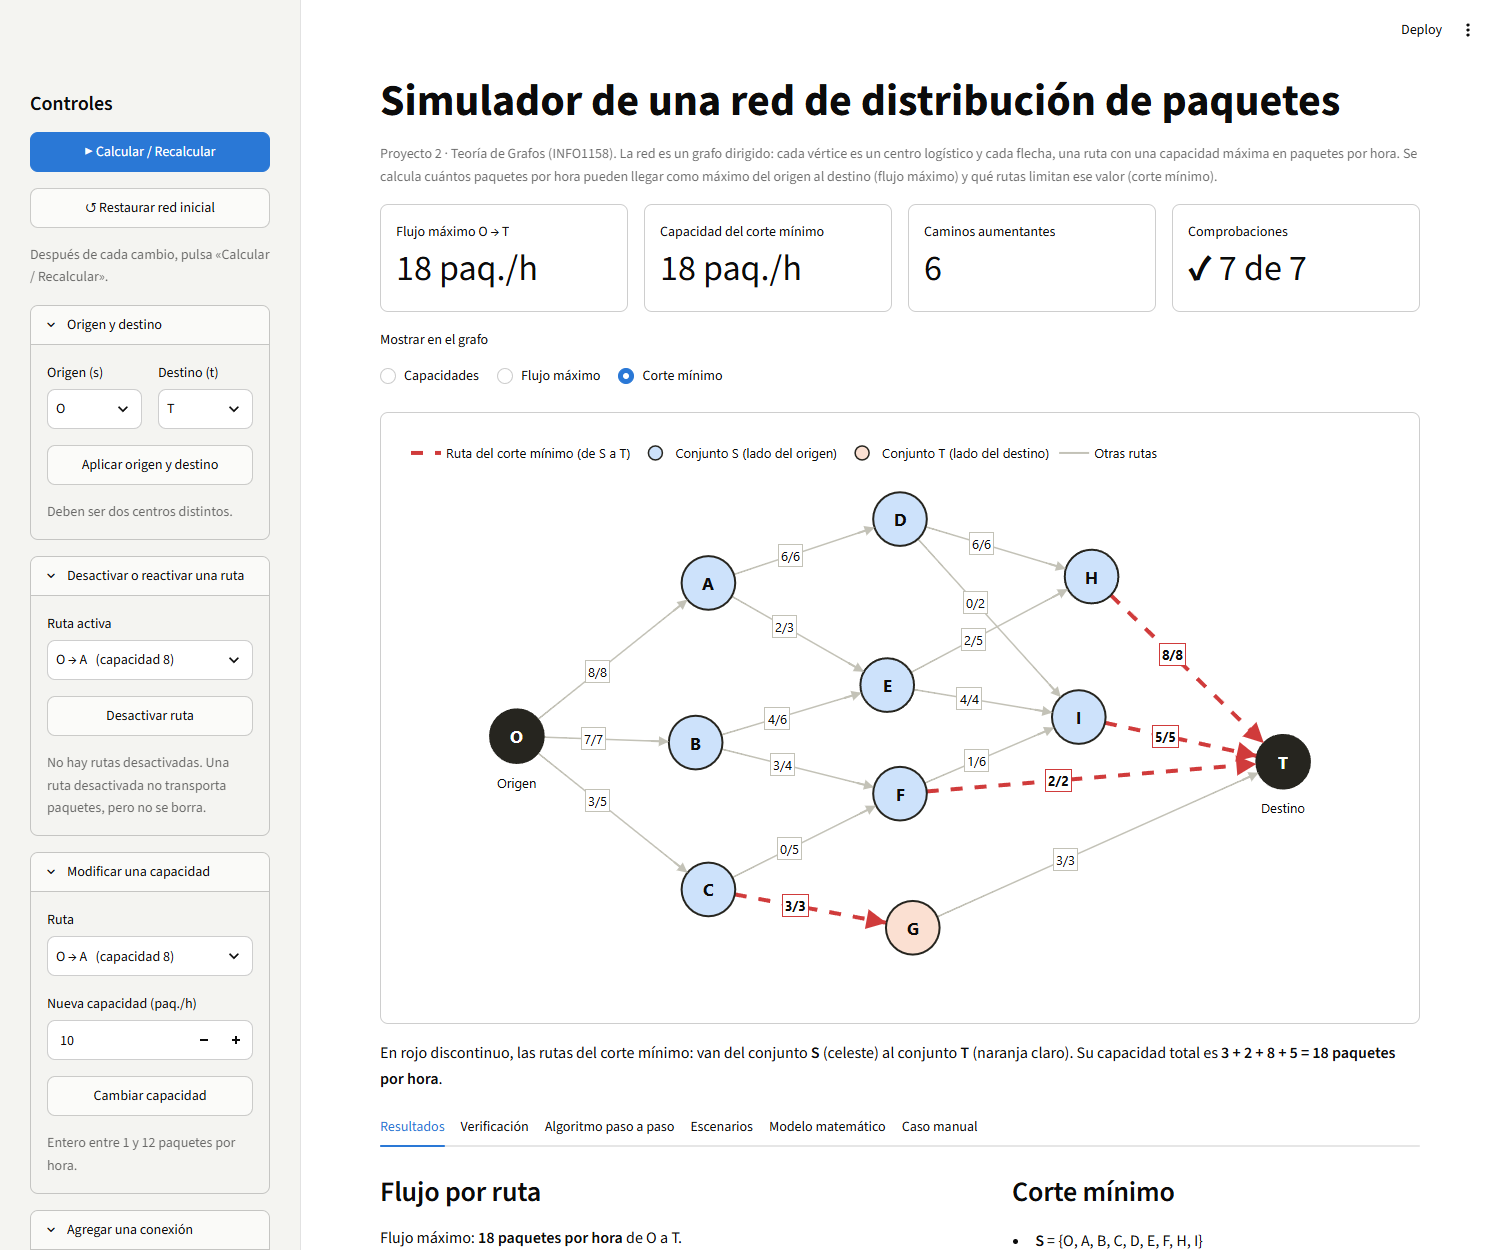 Deploy
Controles
▶ Calcular / Recalcular
↺ Restaurar red inicial
Después de cada cambio, pulsa «Calcular
/ Recalcular».
Origen y destino
Origen (s)
Destino (t)
O
T
Aplicar origen y destino
Deben ser dos centros distintos.
Desactivar o reactivar una ruta
Ruta activa
O → A (capacidad 8)
Desactivar ruta
No hay rutas desactivadas. Una
ruta desactivada no transporta
paquetes, pero no se borra.
Modificar una capacidad
Ruta
O → A (capacidad 8)
Nueva capacidad (paq./h)
10
Cambiar capacidad
Entero entre 1 y 12 paquetes por
hora.
Agregar una conexión
Simulador de una red de distribución de paquetes
Proyecto 2 · Teoría de Grafos (INFO1158). La red es un grafo dirigido: cada vértice es un centro logístico y cada flecha, una ruta con una capacidad máxima en paquetes por hora. Se
calcula cuántos paquetes por hora pueden llegar como máximo del origen al destino (flujo máximo) y qué rutas limitan ese valor (corte mínimo).
Flujo máximo O → T
18 paq./h
Capacidad del corte mínimo
18 paq./h
Caminos aumentantes
6
Comprobaciones
✓ 7 de 7
Mostrar en el grafo
Capacidades
Flujo máximo
Corte mínimo
Ruta del corte mínimo (de S a T)
Conjunto S (lado del origen)
Conjunto T (lado del destino)
Otras rutas
D
6/6
6/6
A
H
0/2
2/3
2/5
8/8
8/8
E
4/4
4/6
I
O
7/7
B
5/5
T
3/4
1/6
2/2
Origen
F
Destino
3/5
0/5
3/3
C
3/3
G
En rojo discontinuo, las rutas del corte mínimo: van del conjunto S (celeste) al conjunto T (naranja claro). Su capacidad total es 3 + 2 + 8 + 5 = 18 paquetes
por hora.
Resultados
Verificación
Algoritmo paso a paso
Escenarios
Modelo matemático
Caso manual
Flujo por ruta
Flujo máximo: 18 paquetes por hora de O a T.
Corte mínimo
• S = {O, A, B, C, D, E, F, H, I}